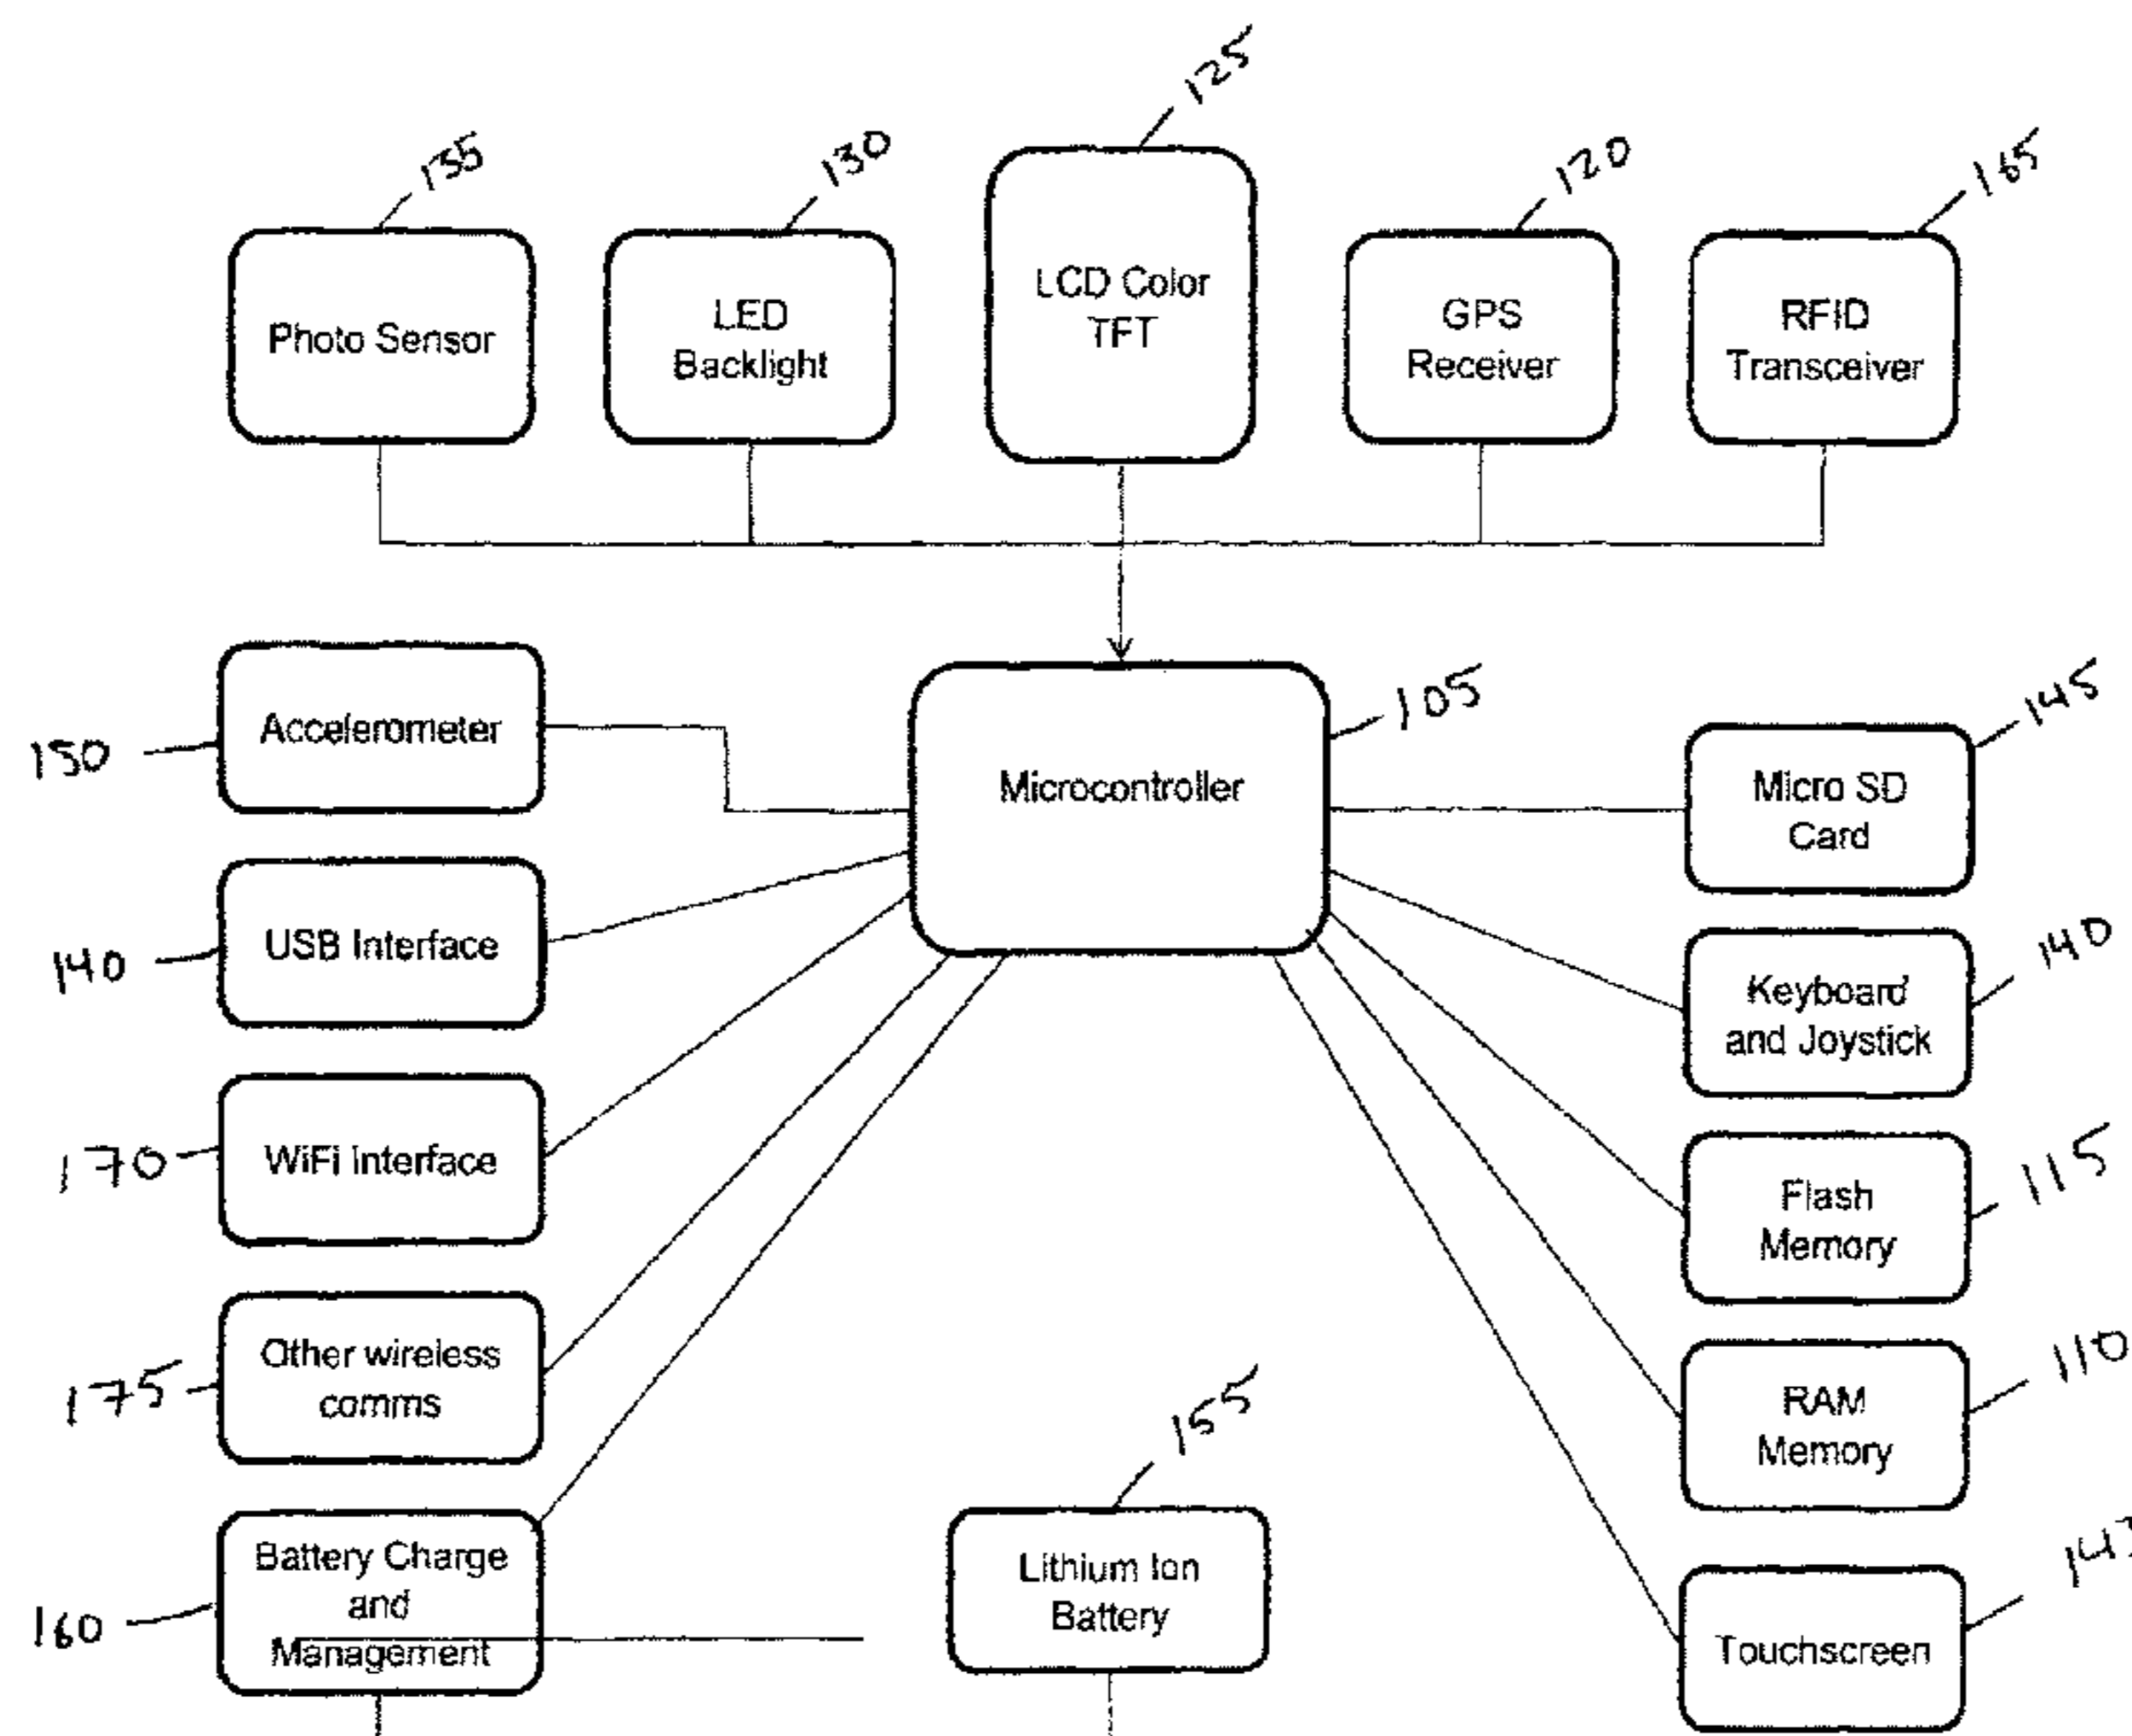 125
135
130
120
165
Photo Sensor
LED
Backlight
LCD Color
TFT
GPS
Receiver
RFID
Transceiver
150
Accelerometer
Microcontroller
105
145
Micro SD
Card
140
USB Interface
140
Keyboard
and Joystick
170
WiFi Interface
115
Flash
Memory
175
Other wireless
comms
110
RAM
Memory
155
160
Battery Charge
and
Management
Lithium Ion
Battery
Touchscreen